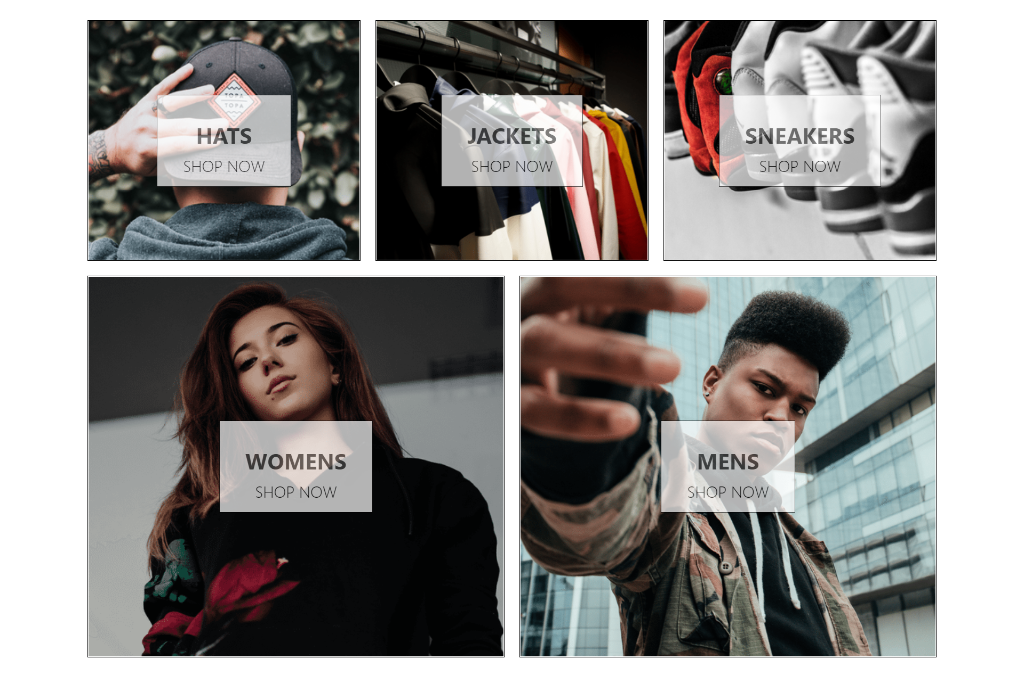 TOPA
TOPA
HATS
SHOP NOW
JACKETS
SHOP NOW
SNEAKERS
SHOP NOW
WOMENS
SHOP NOW
MENS
SHOP NOW